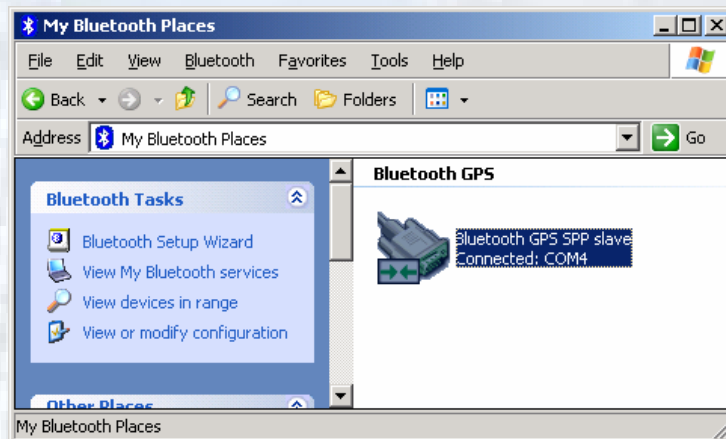 My Bluetooth Places
File Edit View Bluetooth Favorites Tools Help
Back Search Folders
Address My Bluetooth Places Go
Bluetooth Tasks
Bluetooth Setup Wizard
View My Bluetooth services
View devices in range
View or modify configuration
Other Places
Bluetooth GPS
Bluetooth GPS SPP slave
Connected: COM4
My Bluetooth Places